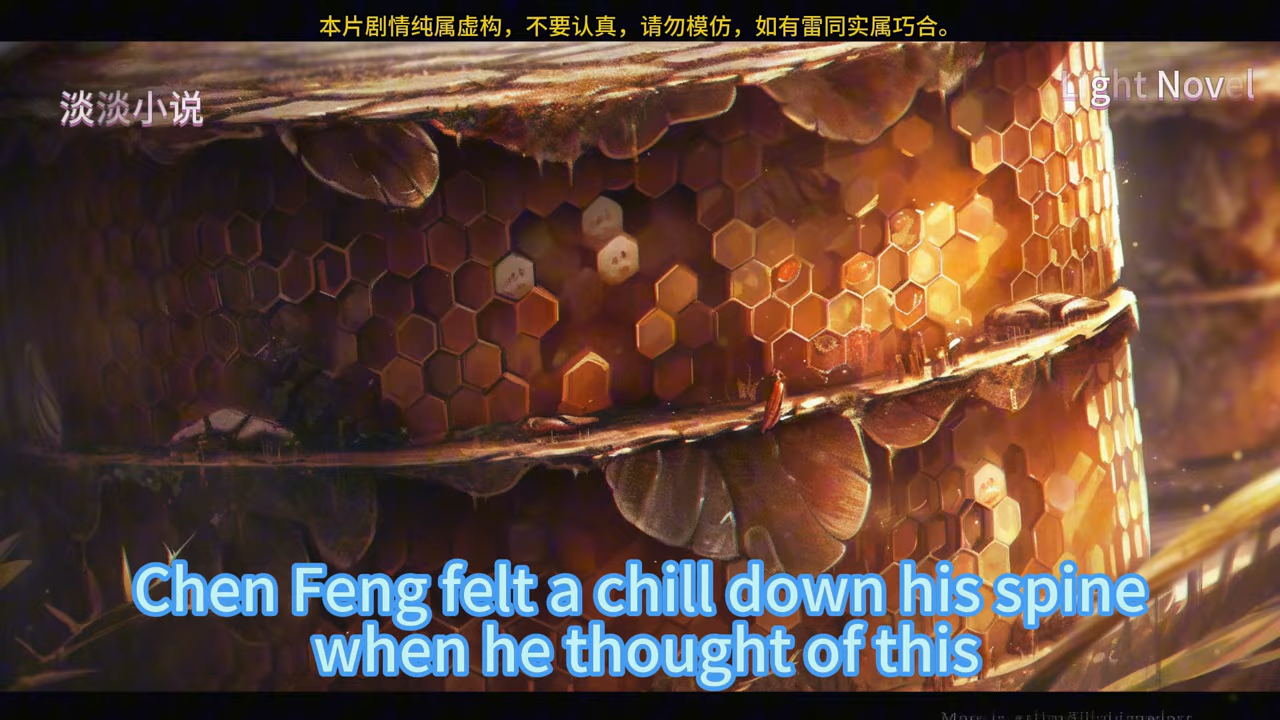 本片剧情纯属虚构，不要认真，请勿模仿，如有雷同实属巧合。
淡淡小说
Light Novel
Chen Feng felt a chill down his spine
when he thought of this